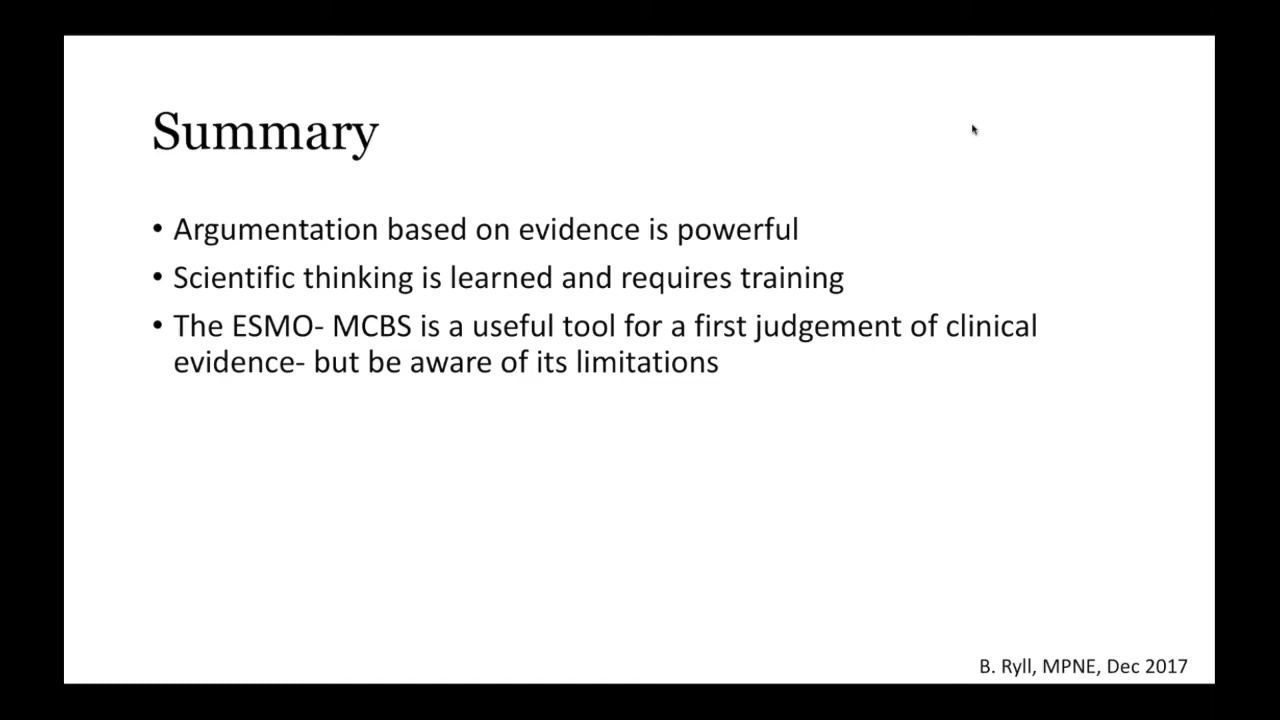 Summary
• Argumentation based on evidence is powerful
• Scientific thinking is learned and requires training
• The ESMO- MCBS is a useful tool for a first judgement of clinical
evidence- but be aware of its limitations
B. Ryll, MPNE, Dec 2017